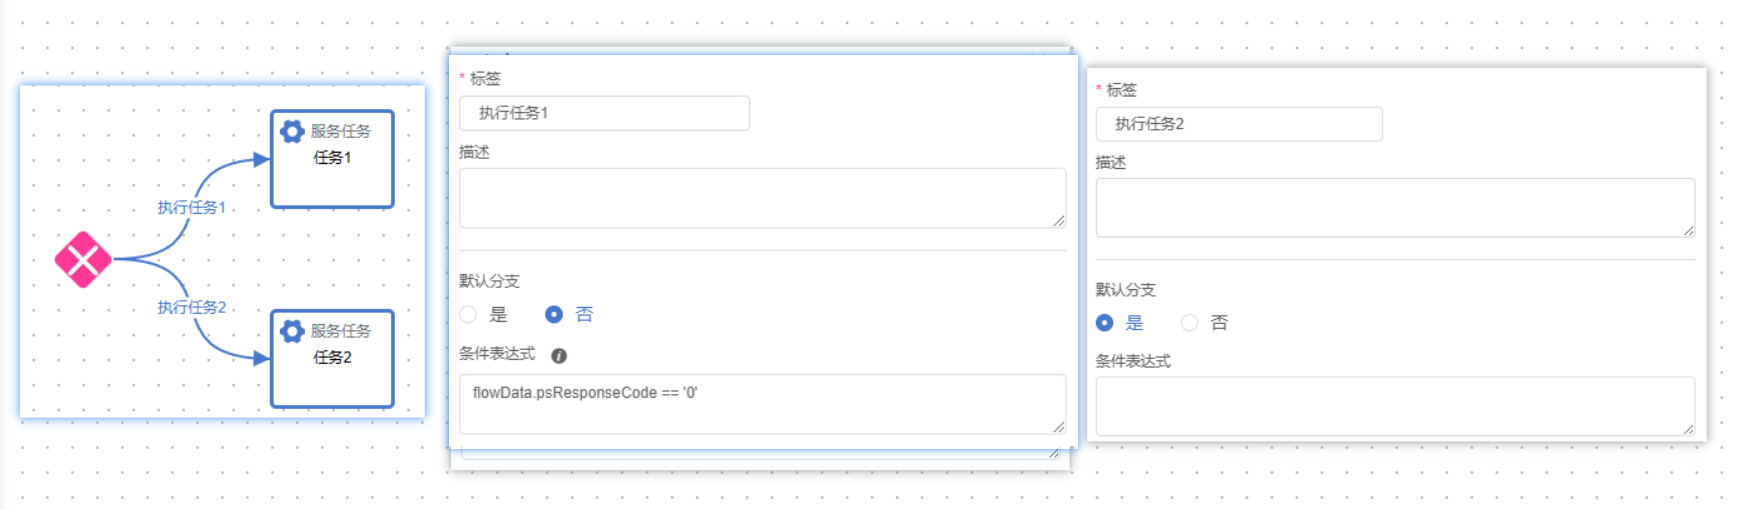 服务任务
任务1
执行任务1
执行任务2
服务任务
任务2
* 标签
执行任务1
描述
默认分支
是 否
条件表达式
flowData.psResponseCode == '0'
* 标签
执行任务2
描述
默认分支
是 否
条件表达式